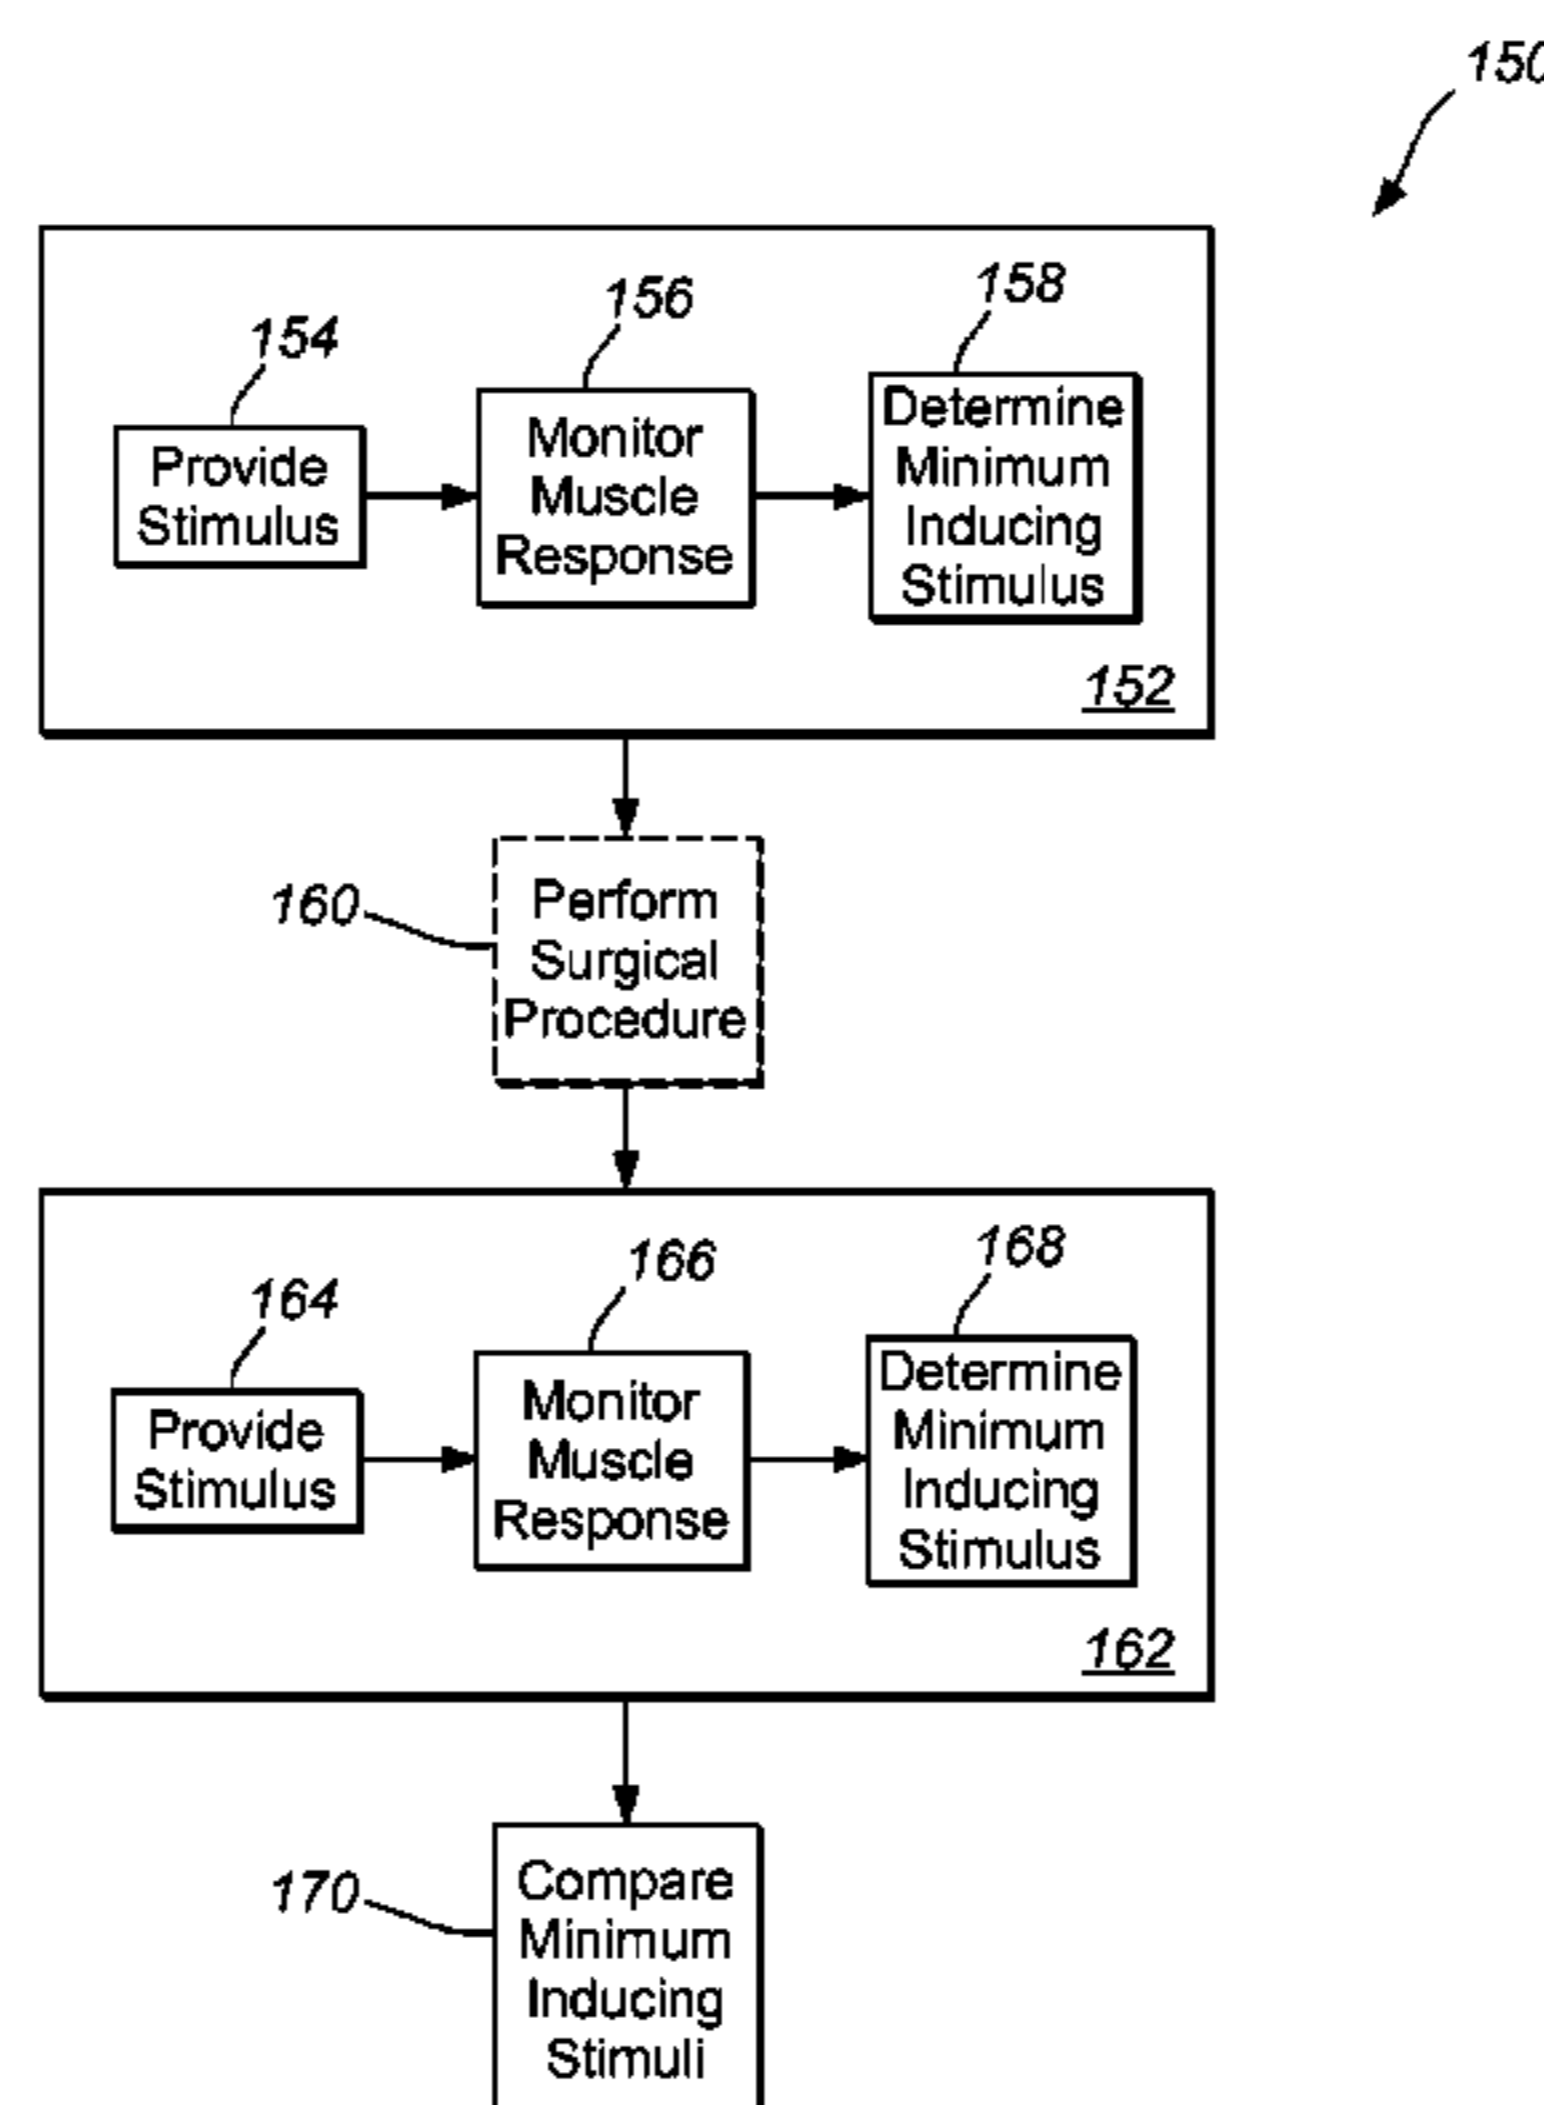 150
154
156
158
Provide
Stimulus
Monitor
Muscle
Response
Determine
Minimum
Inducing
Stimulus
152
160
Perform
Surgical
Procedure
164
166
168
Provide
Stimulus
Monitor
Muscle
Response
Determine
Minimum
Inducing
Stimulus
162
170
Compare
Minimum
Inducing
Stimuli